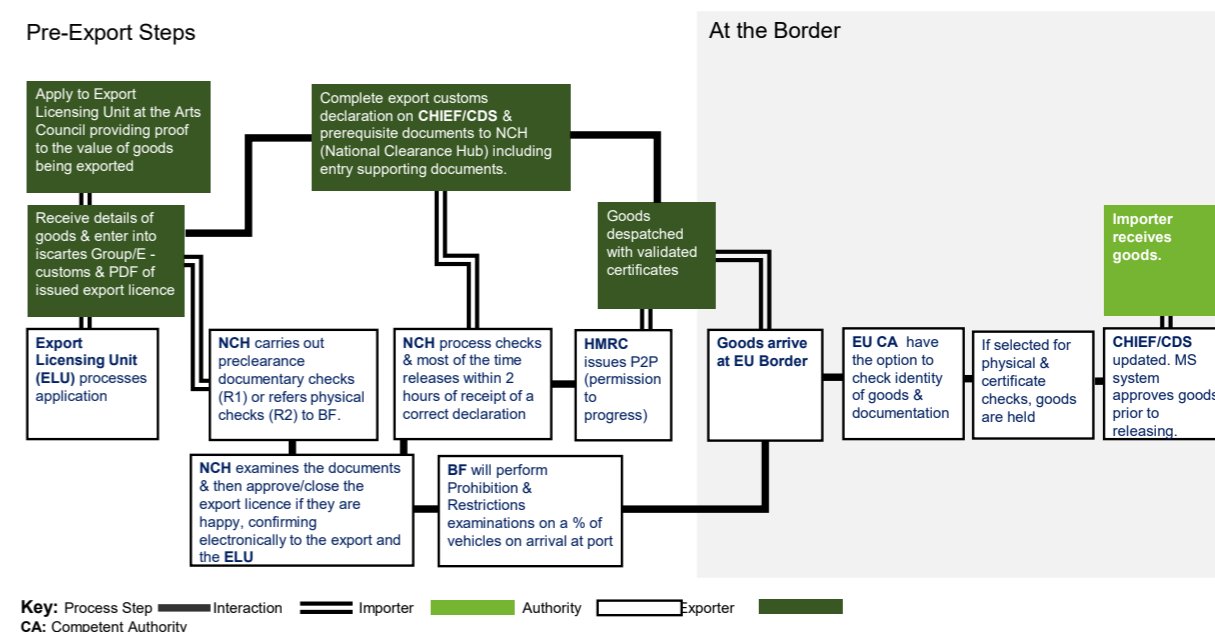 Pre-Export Steps
At the Border
Apply to Export
Licensing Unit at the Arts
Council providing proof
to the value of goods
being exported
Complete export customs
declaration on CHIEF/CDS &
prerequisite documents to NCH
(National Clearance Hub) including
entry supporting documents.
Receive details of
goods & enter into
iscartes Group/E -
customs & PDF of
issued export licence
Goods
despatched
with validated
certificates
Importer
receives
goods.
Export
Licensing Unit
(ELU) processes
application
NCH carries out
preclearance
documentary checks
(R1) or refers physical
checks (R2) to BF.
NCH process checks
& most of the time
releases within 2
hours of receipt of a
correct declaration
HMRC
issues P2P
(permission
to
progress)
Goods arrive
at EU Border
EU CA have
the option to
check identity
of goods &
documentation
If selected for
physical &
certificate
checks, goods
are held
CHIEF/CDS
updated. MS
system
approves goods
prior to
releasing.
NCH examines the documents
& then approve/close the
export licence if they are
happy, confirming
electronically to the export and
the ELU
BF will perform
Prohibition &
Restrictions
examinations on a % of
vehicles on arrival at port
Key: Process Step Interaction Importer Authority Exporter
CA: Competent Authority